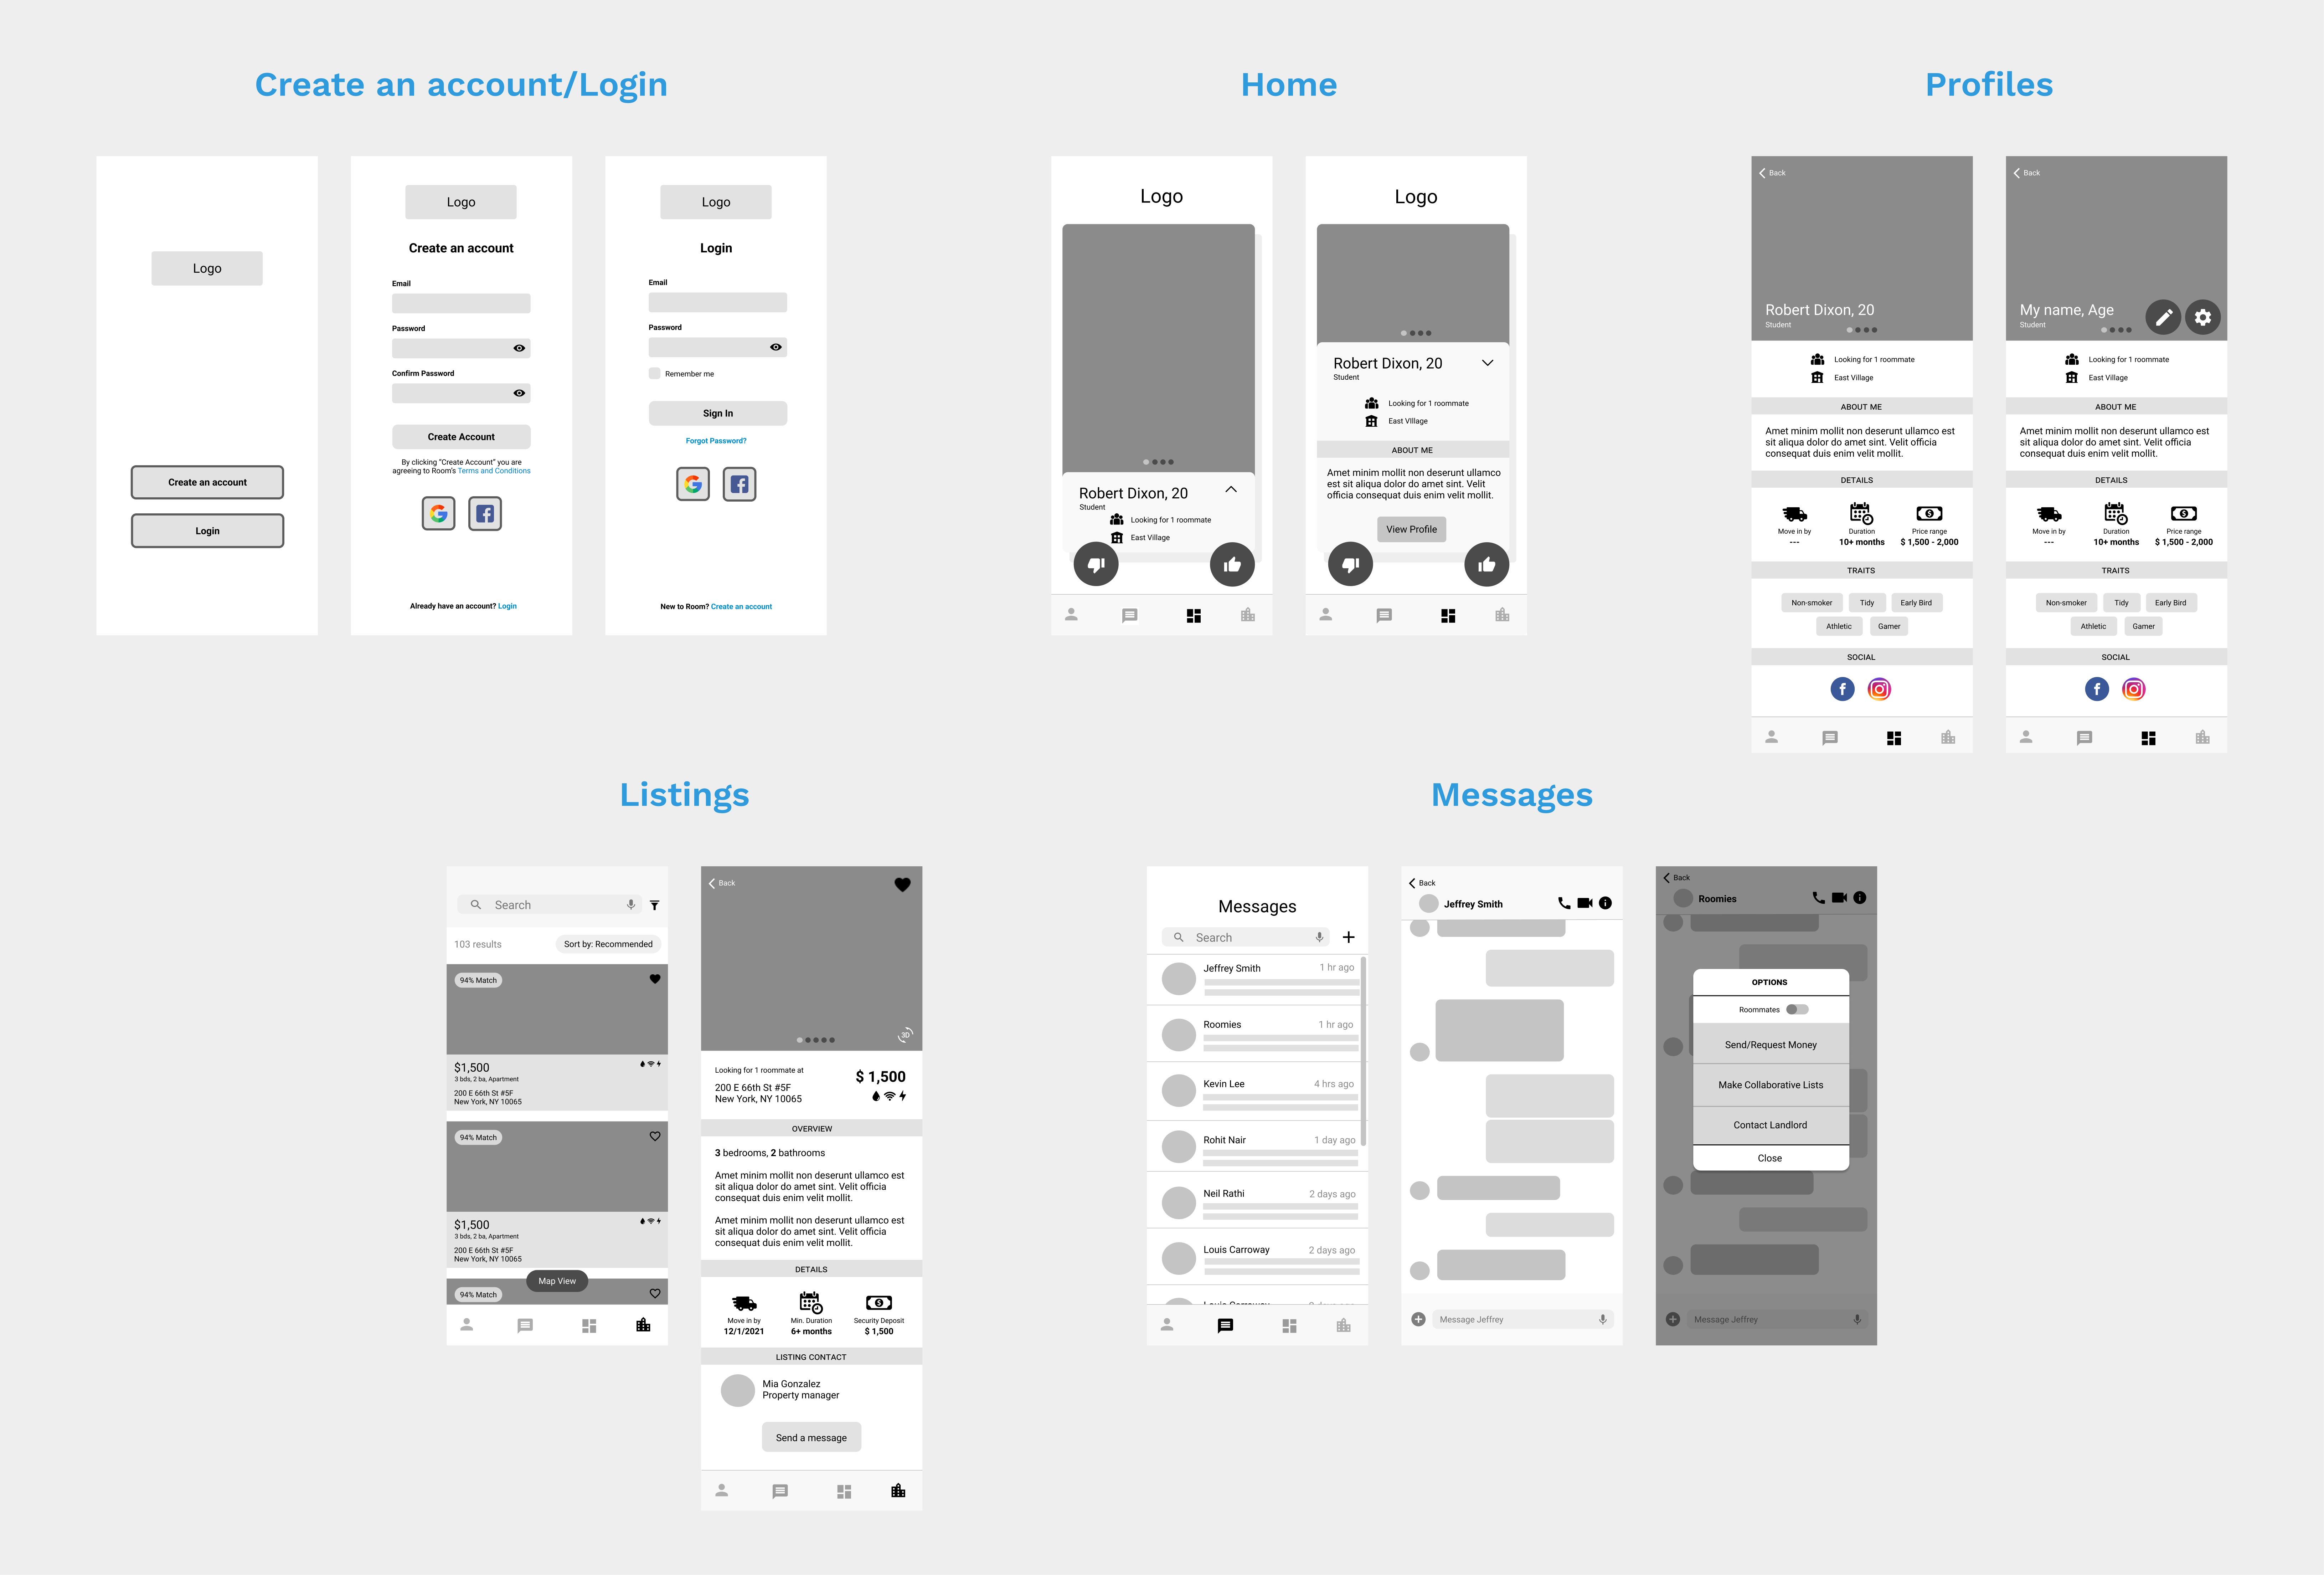 Create an account/Login
Logo
Create an account
Login
Logo
Create an account
Email
Password
Confirm Password
Create Account
By clicking "Create Account" you are
agreeing to Room's Terms and Conditions
G
f
Already have an account? Login
Logo
Login
Email
Password
Remember me
Sign In
Forgot Password?
G
f
New to Room? Create an account
Home
Logo
Robert Dixon, 20
Student
Looking for 1 roommate
East Village
Logo
Robert Dixon, 20
Student
Looking for 1 roommate
East Village
ABOUT ME
Amet minim mollit non deserunt ullamco
est sit aliqua dolor do amet sint. Velit
officia consequat duis enim velit mollit.
View Profile
Profiles
Back
Robert Dixon, 20
Student
Looking for 1 roommate
East Village
ABOUT ME
Amet minim mollit non deserunt ullamco est
sit aliqua dolor do amet sint. Velit officia
consequat duis enim velit mollit.
DETAILS
Move in by
---
Duration
10+ months
Price range
$ 1,500 - 2,000
TRAITS
Non-smoker
Tidy
Early Bird
Athletic
Gamer
SOCIAL
f
Back
My name, Age
Student
Looking for 1 roommate
East Village
ABOUT ME
Amet minim mollit non deserunt ullamco est
sit aliqua dolor do amet sint. Velit officia
consequat duis enim velit mollit.
DETAILS
Move in by
---
Duration
10+ months
Price range
$ 1,500 - 2,000
TRAITS
Non-smoker
Tidy
Early Bird
Athletic
Gamer
SOCIAL
f
Listings
Search
103 results
Sort by: Recommended
94% Match
$1,500
3 bds, 2 ba, Apartment
200 E 66th St #5F
New York, NY 10065
94% Match
$1,500
3 bds, 2 ba, Apartment
200 E 66th St #5F
New York, NY 10065
Map View
94% Match
Back
3D
Looking for 1 roommate at
200 E 66th St #5F
New York, NY 10065
$ 1,500
OVERVIEW
3 bedrooms, 2 bathrooms
Amet minim mollit non deserunt ullamco est
sit aliqua dolor do amet sint. Velit officia
consequat duis enim velit mollit.
Amet minim mollit non deserunt ullamco est
sit aliqua dolor do amet sint. Velit officia
consequat duis enim velit mollit.
DETAILS
Move in by
12/1/2021
Min. Duration
6+ months
Security Deposit
$ 1,500
LISTING CONTACT
Mia Gonzalez
Property manager
Send a message
Messages
Messages
Search
Jeffrey Smith 1 hr ago
Roomies 1 hr ago
Kevin Lee 4 hrs ago
Rohit Nair 1 day ago
Neil Rathi 2 days ago
Louis Carroway 2 days ago
Back
Jeffrey Smith
Message Jeffrey
Back
Roomies
OPTIONS
Roommates
Send/Request Money
Make Collaborative Lists
Contact Landlord
Close
Message Jeffrey